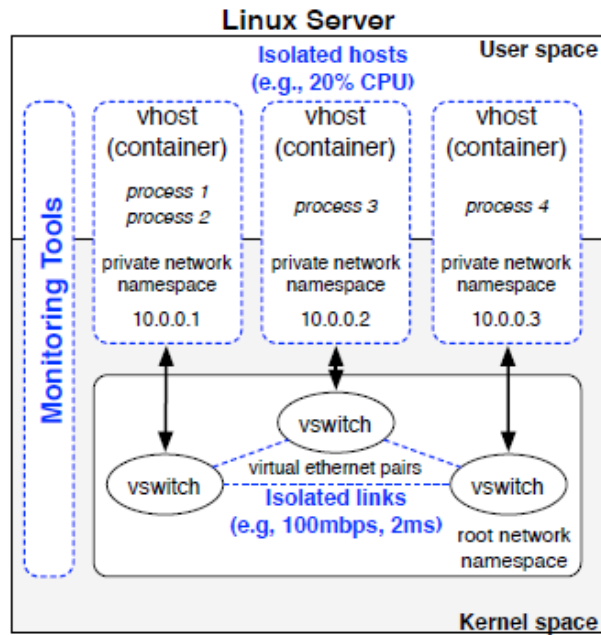 Linux Server
User space
Isolated hosts
(e.g., 20% CPU)
Monitoring Tools
vhost
(container)
process 1
process 2
private network
namespace
10.0.0.1
vhost
(container)
process 3
private network
namespace
10.0.0.2
vhost
(container)
process 4
private network
namespace
10.0.0.3
vswitch
vswitch
vswitch
virtual ethernet pairs
Isolated links
(e.g, 100mbps, 2ms)
root network
namespace
Kernel space